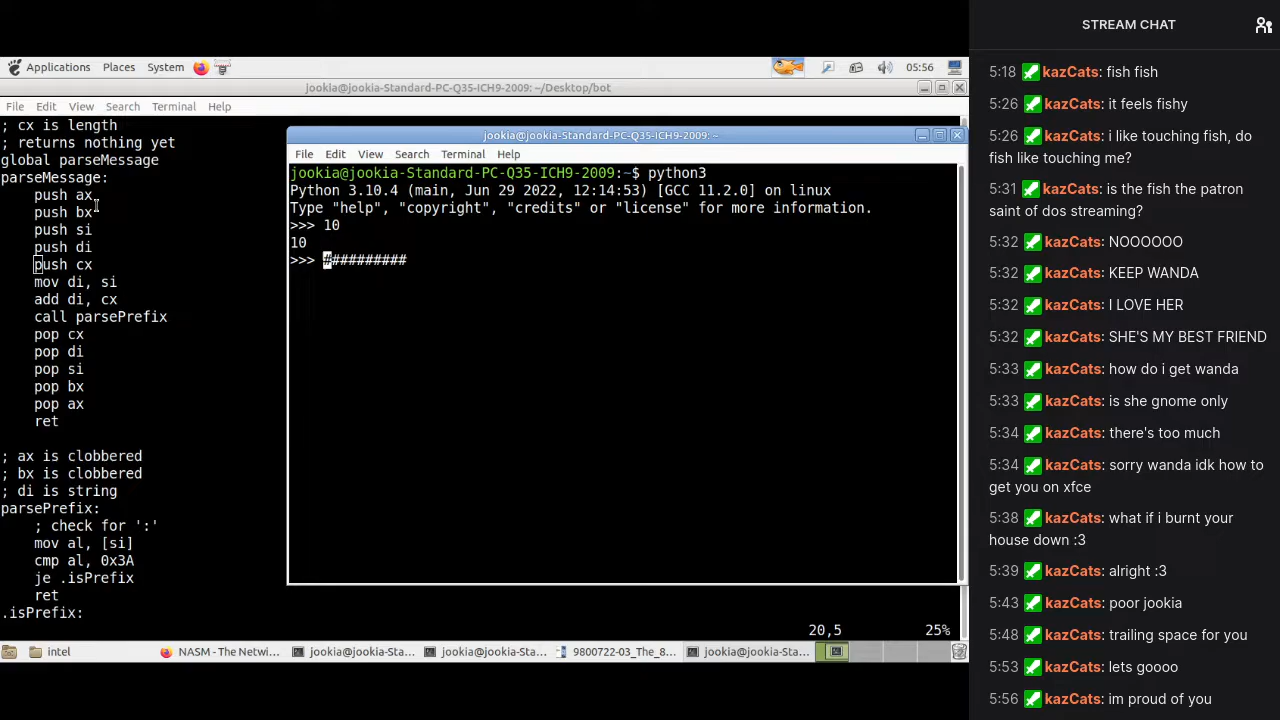 Applications Places System 05:56
jookia@jookia-Standard-PC-Q35-ICH9-2009: ~/Desktop/bot
File Edit View Search Terminal Help
; cx is length
; returns nothing yet
global parseMessage
parseMessage:
push ax
push bx
push si
push di
push cx
mov di, si
add di, cx
call parsePrefix
pop cx
pop di
pop si
pop bx
pop ax
ret
; ax is clobbered
; bx is clobbered
; di is string
parsePrefix:
; check for ':'
mov al, [si]
cmp al, 0x3A
je .isPrefix
ret
.isPrefix:
20,5 25%
jookia@jookia-Standard-PC-Q35-ICH9-2009: ~
File Edit View Search Terminal Help
jookia@jookia-Standard-PC-Q35-ICH9-2009:~$ python3
Python 3.10.4 (main, Jun 29 2022, 12:14:53) [GCC 11.2.0] on linux
Type "help", "copyright", "credits" or "license" for more information.
>>> 10
10
>>> ##########
intel NASM - The Netwi... jookia@jookia-Sta... jookia@jookia-Sta... 9800722-03_The_8... jookia@jookia-Sta...
STREAM CHAT
5:18 kazCats: fish fish
5:26 kazCats: it feels fishy
5:26 kazCats: i like touching fish, do
fish like touching me?
5:31 kazCats: is the fish the patron
saint of dos streaming?
5:32 kazCats: NOOOOOO
5:32 kazCats: KEEP WANDA
5:32 kazCats: I LOVE HER
5:32 kazCats: SHE'S MY BEST FRIEND
5:33 kazCats: how do i get wanda
5:33 kazCats: is she gnome only
5:34 kazCats: there's too much
5:34 kazCats: sorry wanda idk how to
get you on xfce
5:38 kazCats: what if i burnt your
house down :3
5:39 kazCats: alright :3
5:43 kazCats: poor jookia
5:48 kazCats: trailing space for you
5:53 kazCats: lets goooo
5:56 kazCats: im proud of you